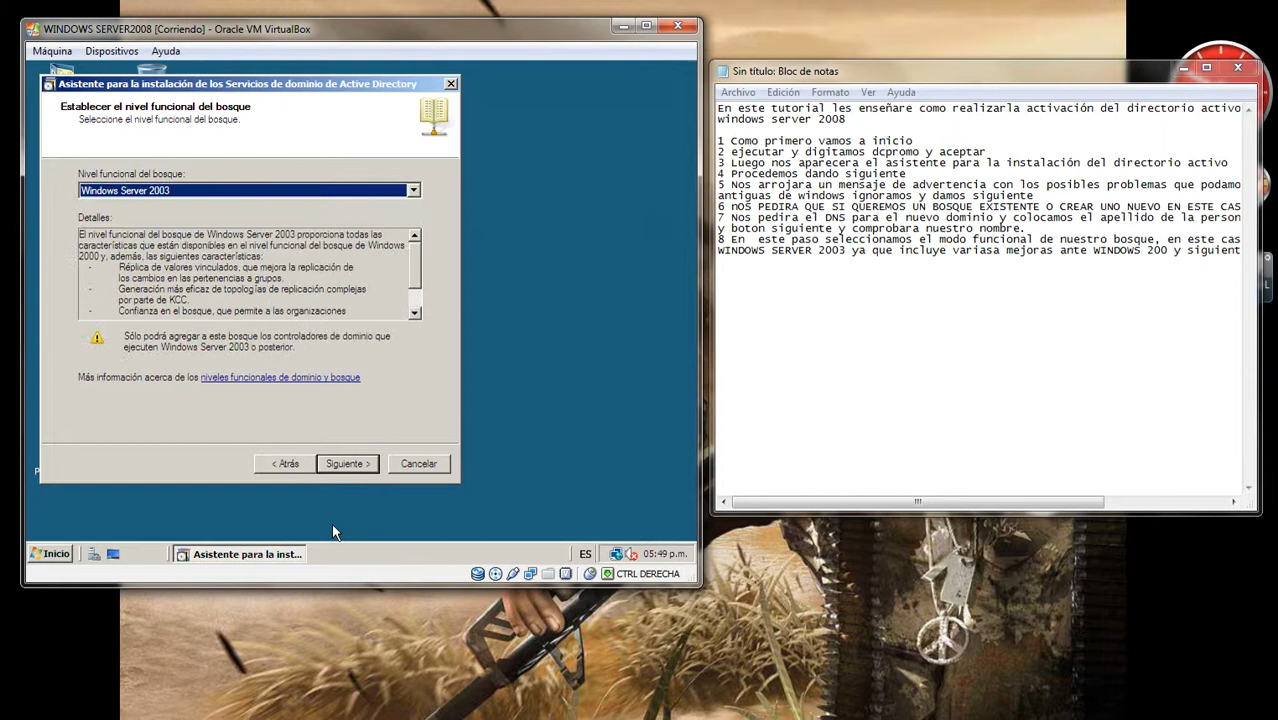 WINDOWS SERVER2008 [Corriendo] - Oracle VM VirtualBox
Máquina Dispositivos Ayuda
Asistente para la instalación de los Servicios de dominio de Active Directory
Establecer el nivel funcional del bosque
Seleccione el nivel funcional del bosque.
Nivel funcional del bosque:
Windows Server 2003
Detalles:
El nivel funcional del bosque de Windows Server 2003 proporciona todas las
características que están disponibles en el nivel funcional del bosque de Windows
2000 y, además, las siguientes características:
- Réplica de valores vinculados, que mejora la replicación de
los cambios en las pertenencias a grupos.
- Generación más eficaz de topologías de replicación complejas
por parte de KCC.
- Confianza en el bosque, que permite a las organizaciones
Sólo podrá agregar a este bosque los controladores de dominio que
ejecuten Windows Server 2003 o posterior.
Más información acerca de los niveles funcionales de dominio y bosque
< Atrás Siguiente > Cancelar
P
Inicio Asistente para la inst... ES 05:49 p.m.
CTRL DERECHA
Sin título: Bloc de notas
Archivo Edición Formato Ver Ayuda
En este tutorial les enseñare como realizarla activación del directorio activo
windows server 2008
1 Como primero vamos a inicio
2 ejecutar y digitamos dcpromo y aceptar
3 Luego nos aparecera el asistente para la instalación del directorio activo
4 Procedemos dando siguiente
5 Nos arrojara un mensaje de advertencia con los posibles problemas que podamo
antiguas de windows ignoramos y damos siguiente
6 nOS PEDIRA QUE SI QUEREMOS UN BOSQUE EXISTENTE O CREAR UNO NUEVO EN ESTE CAS
7 Nos pedira el DNS para el nuevo dominio y colocamos el apellido de la person
y boton siguiente y comprobara nuestro nombre.
8 En este paso seleccionamos el modo funcional de nuestro bosque, en este cas
WINDOWS SERVER 2003 ya que incluye variasa mejoras ante WINDOWS 200 y siguient
L